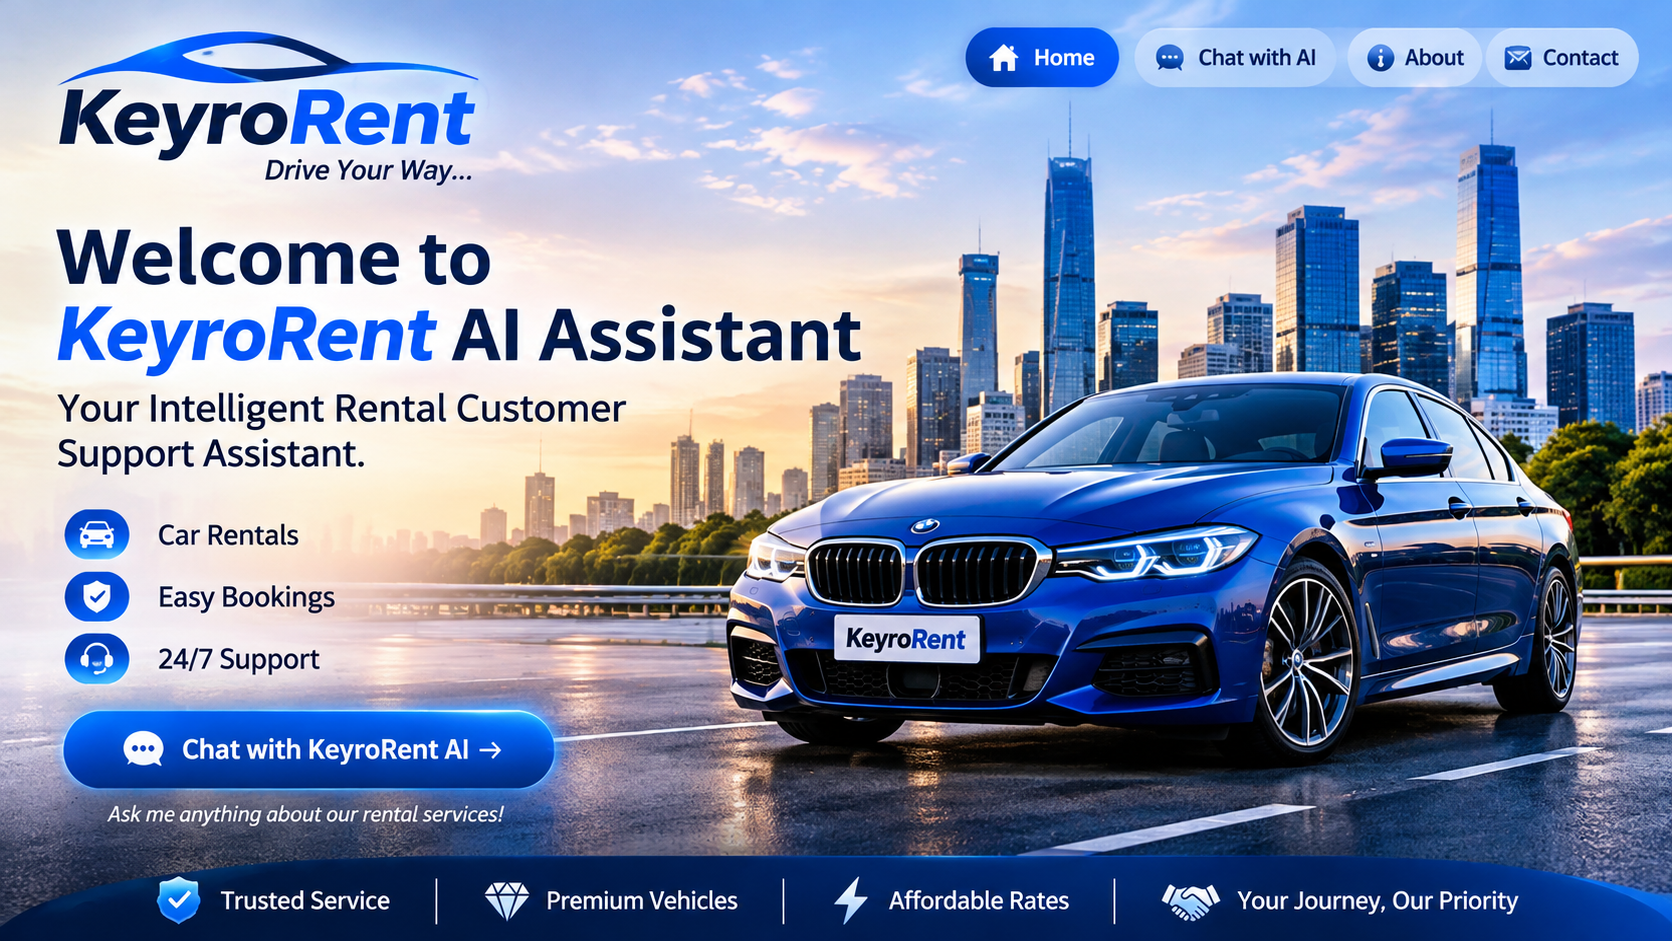 KeyroRent
Drive Your Way...
Home
Chat with AI
About
Contact
Welcome to
KeyroRent AI Assistant
Your Intelligent Rental Customer
Support Assistant.
Car Rentals
Easy Bookings
24/7 Support
Chat with KeyroRent AI →
Ask me anything about our rental services!
KeyroRent
Trusted Service
Premium Vehicles
Affordable Rates
Your Journey, Our Priority